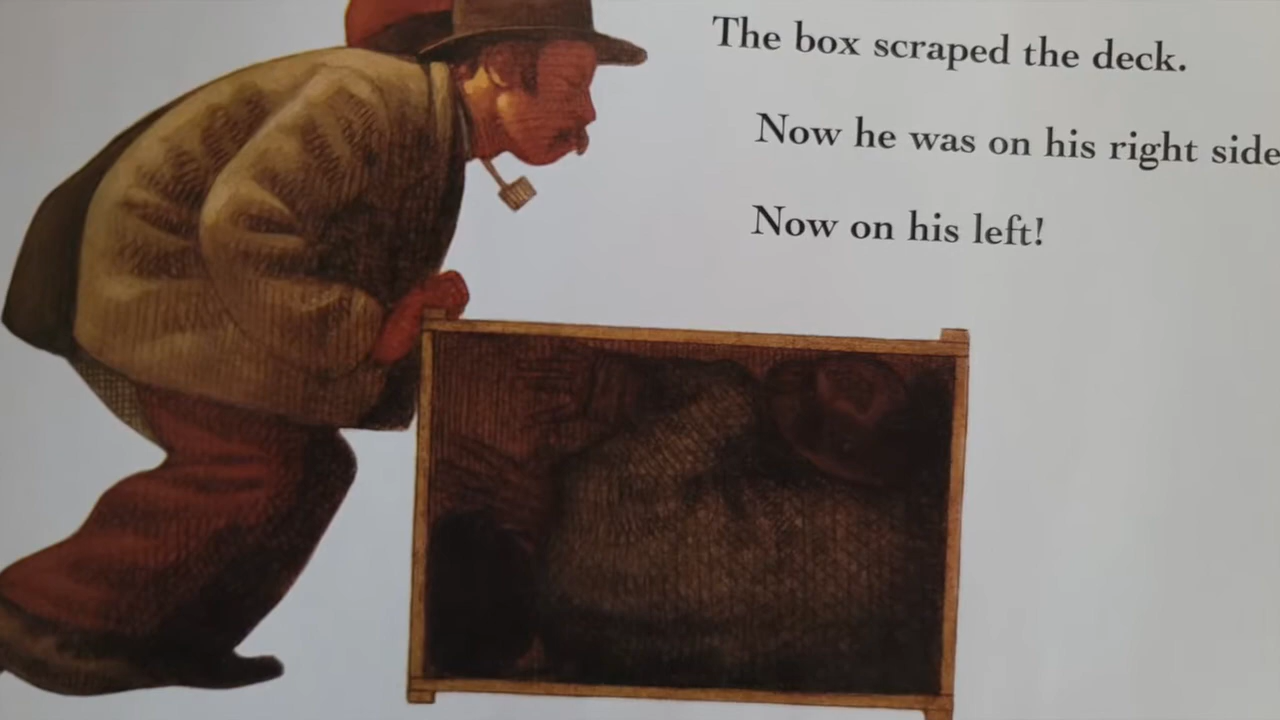 The box scraped the deck.
Now he was on his right side
Now on his left!